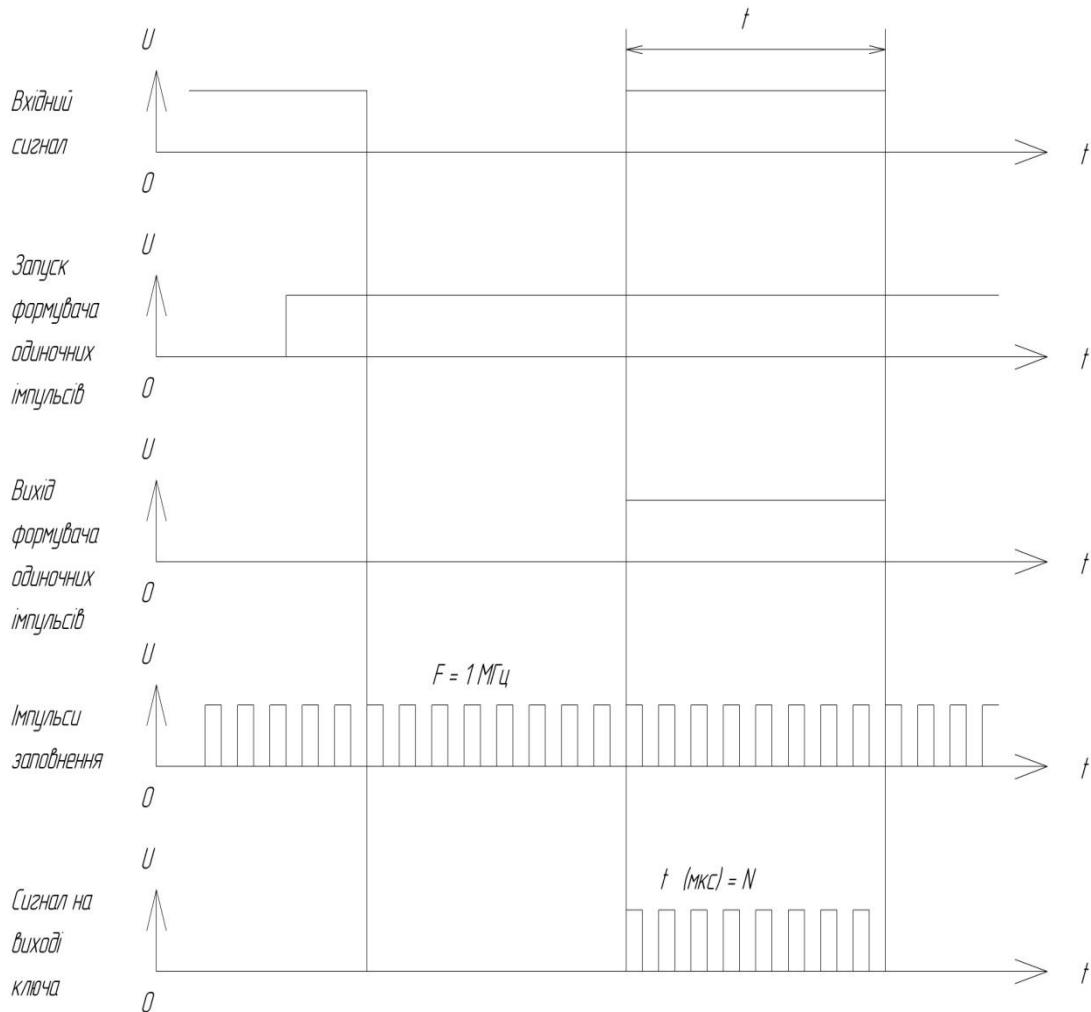 t
U
Вхідний
сигнал
t
0
U
Запуск
формувача
одиночних
імпульсів
t
0
U
Вихід
формувача
одиночних
імпульсів
t
0
U
F = 1 МГц
Імпульси
заповнення
t
0
U
t (мкс) = N
Сигнал на
виході
ключа
t
0